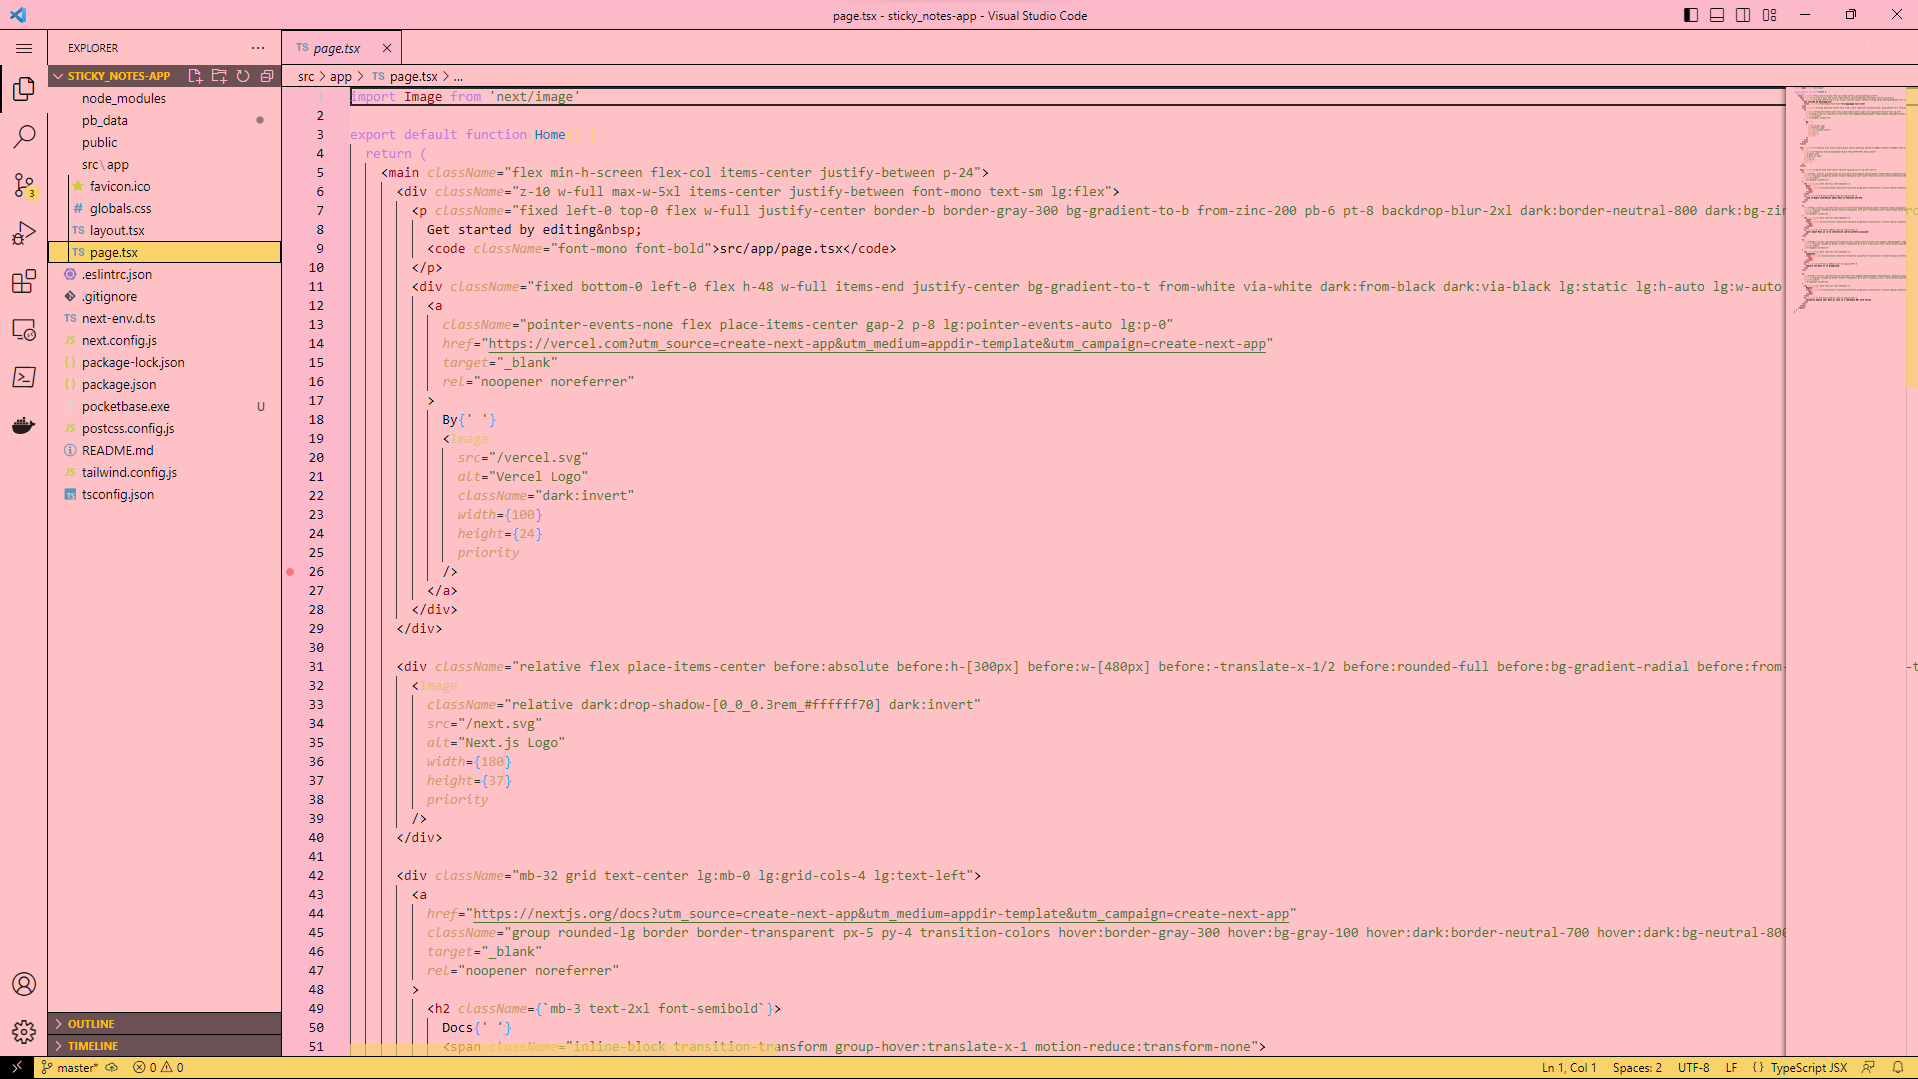 page.tsx - sticky_notes-app - Visual Studio Code
EXPLORER
STICKY_NOTES-APP
node_modules
pb_data
public
src\app
favicon.ico
# globals.css
TS layout.tsx
TS page.tsx
.eslintrc.json
.gitignore
TS next-env.d.ts
JS next.config.js
{} package-lock.json
{} package.json
pocketbase.exe U
JS postcss.config.js
README.md
JS tailwind.config.js
TS tsconfig.json
OUTLINE
TIMELINE
3
TS page.tsx
src > app > TS page.tsx > ...
1 import Image from 'next/image'
2
3 export default function Home() {
4 return (
5 <main className="flex min-h-screen flex-col items-center justify-between p-24">
6 <div className="z-10 w-full max-w-5xl items-center justify-between font-mono text-sm lg:flex">
7 <p className="fixed left-0 top-0 flex w-full justify-center border-b border-gray-300 bg-gradient-to-b from-zinc-200 pb-6 pt-8 backdrop-blur-2xl dark:border-neutral-800 dark:bg-zin
8 Get started by editing&nbsp;
9 <code className="font-mono font-bold">src/app/page.tsx</code>
10 </p>
11 <div className="fixed bottom-0 left-0 flex h-48 w-full items-end justify-center bg-gradient-to-t from-white via-white dark:from-black dark:via-black lg:static lg:h-auto lg:w-auto
12 <a
13 className="pointer-events-none flex place-items-center gap-2 p-8 lg:pointer-events-auto lg:p-0"
14 href="https://vercel.com?utm_source=create-next-app&utm_medium=appdir-template&utm_campaign=create-next-app"
15 target="_blank"
16 rel="noopener noreferrer"
17 >
18 By{' '}
19 <Image
20 src="/vercel.svg"
21 alt="Vercel Logo"
22 className="dark:invert"
23 width={100}
24 height={24}
25 priority
26 />
27 </a>
28 </div>
29 </div>
30
31 <div className="relative flex place-items-center before:absolute before:h-[300px] before:w-[480px] before:-translate-x-1/2 before:rounded-full before:bg-gradient-radial before:from-
32 <Image
33 className="relative dark:drop-shadow-[0_0_0.3rem_#ffffff70] dark:invert"
34 src="/next.svg"
35 alt="Next.js Logo"
36 width={180}
37 height={37}
38 priority
39 />
40 </div>
41
42 <div className="mb-32 grid text-center lg:mb-0 lg:grid-cols-4 lg:text-left">
43 <a
44 href="https://nextjs.org/docs?utm_source=create-next-app&utm_medium=appdir-template&utm_campaign=create-next-app"
45 className="group rounded-lg border border-transparent px-5 py-4 transition-colors hover:border-gray-300 hover:bg-gray-100 hover:dark:border-neutral-700 hover:dark:bg-neutral-800
46 target="_blank"
47 rel="noopener noreferrer"
48 >
49 <h2 className={`mb-3 text-2xl font-semibold`}>
50 Docs{' '}
51 <span className="inline-block transition-transform group-hover:translate-x-1 motion-reduce:transform-none">
master* 0 0 Ln 1, Col 1 Spaces: 2 UTF-8 LF {} TypeScript JSX